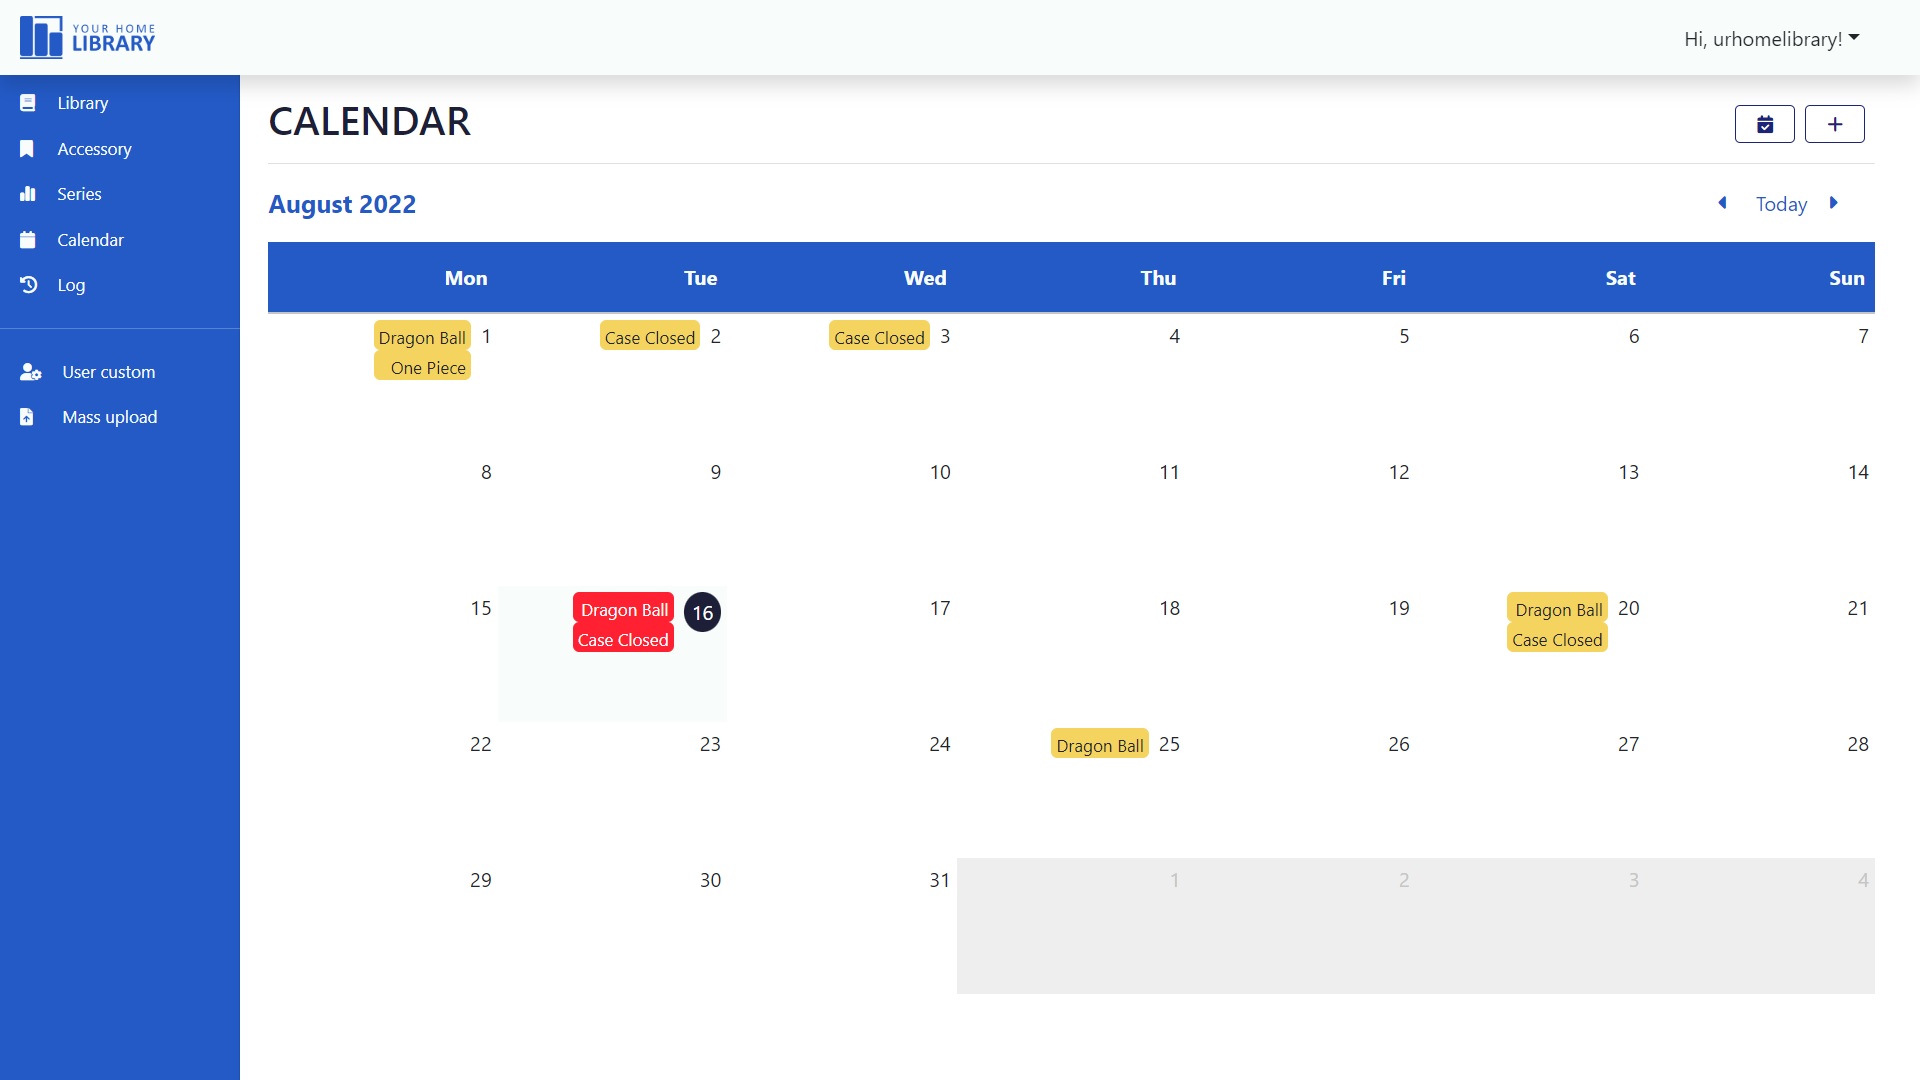 YOUR HOME
LIBRARY
Hi, urhomelibrary!
Library
Accessory
Series
Calendar
Log
User custom
Mass upload
CALENDAR
August 2022
Today
Mon Tue Wed Thu Fri Sat Sun
Dragon Ball 1 Case Closed 2 Case Closed 3 4 5 6 7
One Piece
8 9 10 11 12 13 14
15 Dragon Ball 16 17 18 19 Dragon Ball 20 21
Case Closed Case Closed
22 23 24 Dragon Ball 25 26 27 28
29 30 31 1 2 3 4